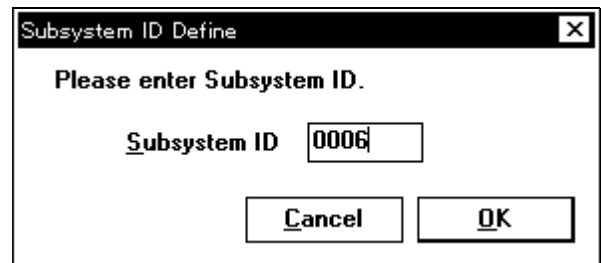 Subsystem ID Define
Please enter Subsystem ID.
Subsystem ID 0006
Cancel OK